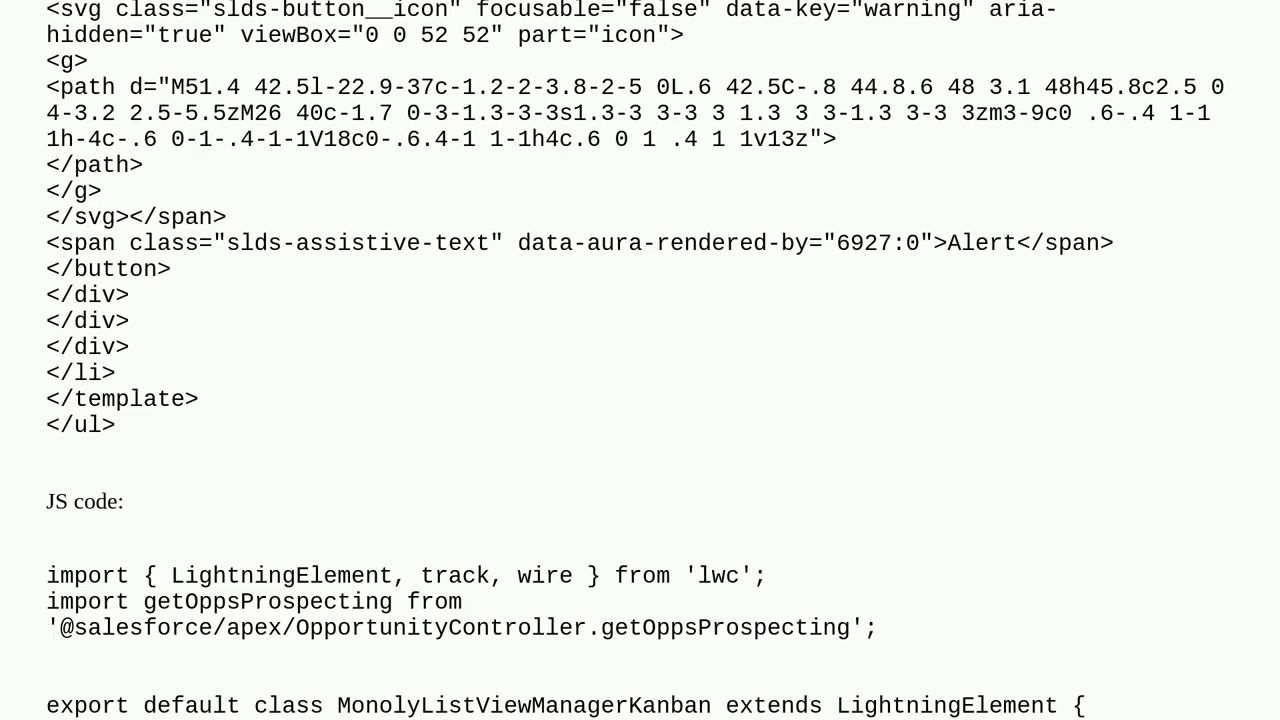 <svg class="slds-button__icon" focusable="false" data-key="warning" aria-
hidden="true" viewBox="0 0 52 52" part="icon">
<g>
<path d="M51.4 42.5l-22.9-37c-1.2-2-3.8-2-5 0L.6 42.5C-.8 44.8.6 48 3.1 48h45.8c2.5 0
4-3.2 2.5-5.5zM26 40c-1.7 0-3-1.3-3-3s1.3-3 3-3 3 1.3 3 3-1.3 3-3 3zm3-9c0 .6-.4 1-1
1h-4c-.6 0-1-.4-1-1V18c0-.6.4-1 1-1h4c.6 0 1 .4 1 1v13z">
</path>
</g>
</svg></span>
<span class="slds-assistive-text" data-aura-rendered-by="6927:0">Alert</span>
</button>
</div>
</div>
</div>
</li>
</template>
</ul>
JS code:
import { LightningElement, track, wire } from 'lwc';
import getOppsProspecting from
'@salesforce/apex/OpportunityController.getOppsProspecting';
export default class MonolyListViewManagerKanban extends LightningElement {